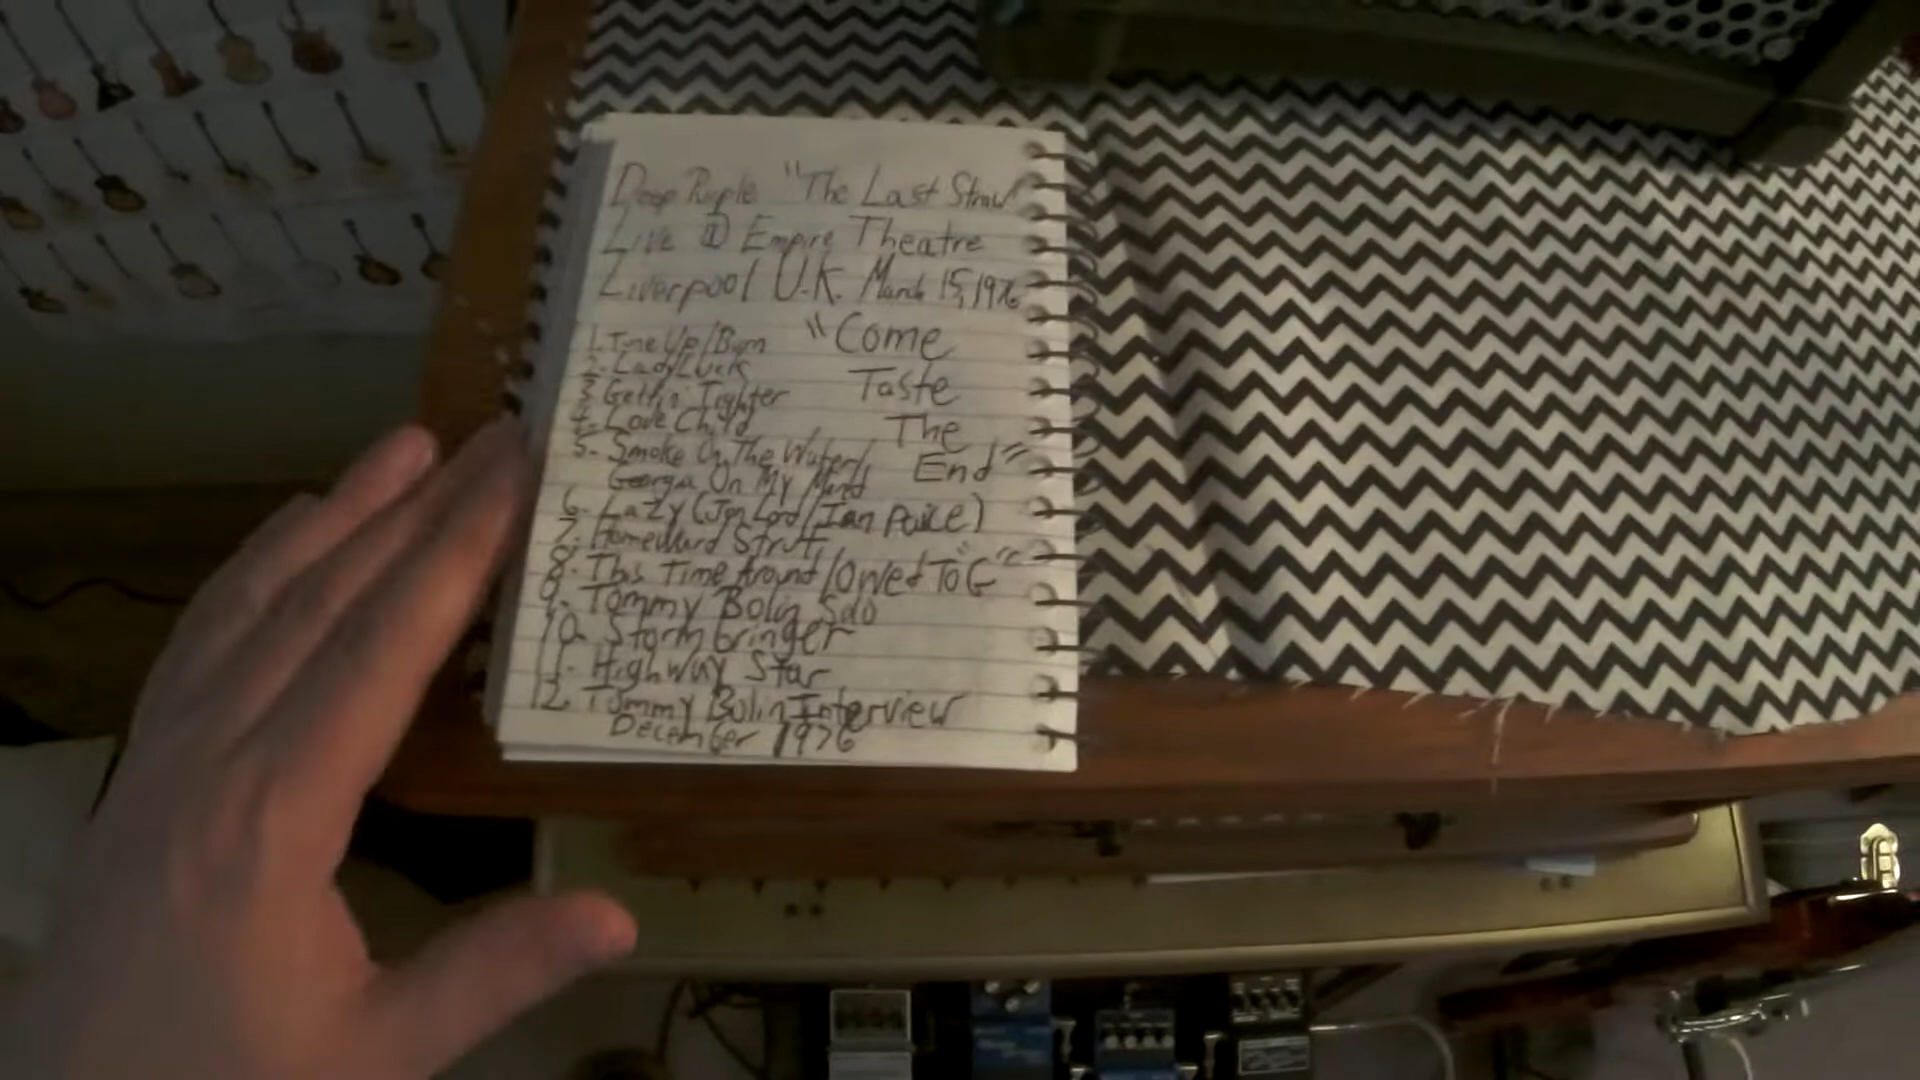 Deep Purple "The Last Straw"
Live @ Empire Theatre
Liverpool U.K. March 15, 1976
1. Tune Up/Burn
2. Lady Luck
3. Gettin' Tighter
4. Love Child
5. Smoke On The Water/
Georgia On My Mind
6. Lazy (Jon Lord/Ian Paice)
7. Homeward Strut
8. This Time Around/Owed To "G"
9. Tommy Bolin Solo
10. Stormbringer
11. Highway Star
12. Tommy Bolin Interview
December 1976
"Come
Taste
The
End"